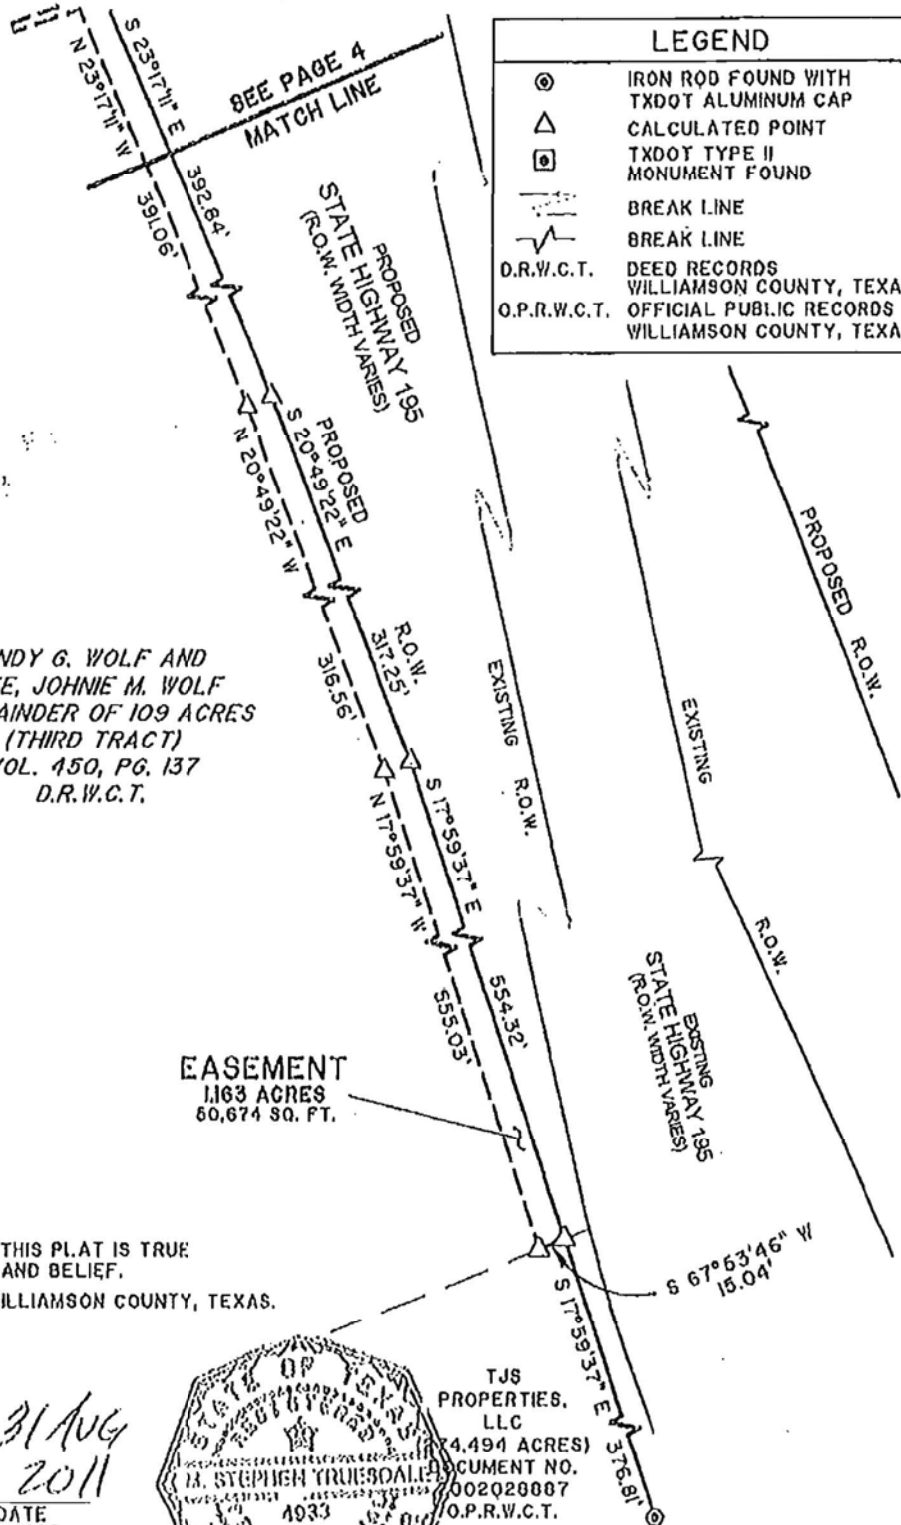 LEGEND
IRON ROD FOUND WITH
TXDOT ALUMINUM CAP
CALCULATED POINT
TXDOT TYPE II
MONUMENT FOUND
BREAK LINE
BREAK LINE
D.R.W.C.T. DEED RECORDS
WILLIAMSON COUNTY, TEXA
O.P.R.W.C.T. OFFICIAL PUBLIC RECORDS
WILLIAMSON COUNTY, TEXA
S 23°17'11" E
N 23°17'11" W
SEE PAGE 4
MATCH LINE
392.84'
391.06'
PROPOSED
STATE HIGHWAY 195
(R.O.W. WIDTH VARIES)
PROPOSED
S 20°49'22" E
N 20°49'22" W
R.O.W.
317.25'
316.56'
PROPOSED R.O.W.
NDY G. WOLF AND
E, JOHNIE M. WOLF
AINDER OF 109 ACRES
(THIRD TRACT)
OL. 450, PG. 137
D.R.W.C.T.
EXISTING
R.O.W.
EXISTING
R.O.W.
S 17°59'37" E
N 17°59'37" W
554.32'
555.03'
EXISTING
STATE HIGHWAY 195
(R.O.W. WIDTH VARIES)
EASEMENT
1.163 ACRES
50,674 SQ. FT.
S 67°53'46" W
15.04'
S 17°59'37" E
376.81'
THIS PLAT IS TRUE
AND BELIEF.
ILLIAMSON COUNTY, TEXAS.
TJS
PROPERTIES,
LLC
74.494 ACRES)
CUMENT NO.
002028887
O.P.R.W.C.T.
STATE OF TEXAS
REGISTERED
M. STEPHEN TRUESDALE
4933
31 AUG
2011
DATE